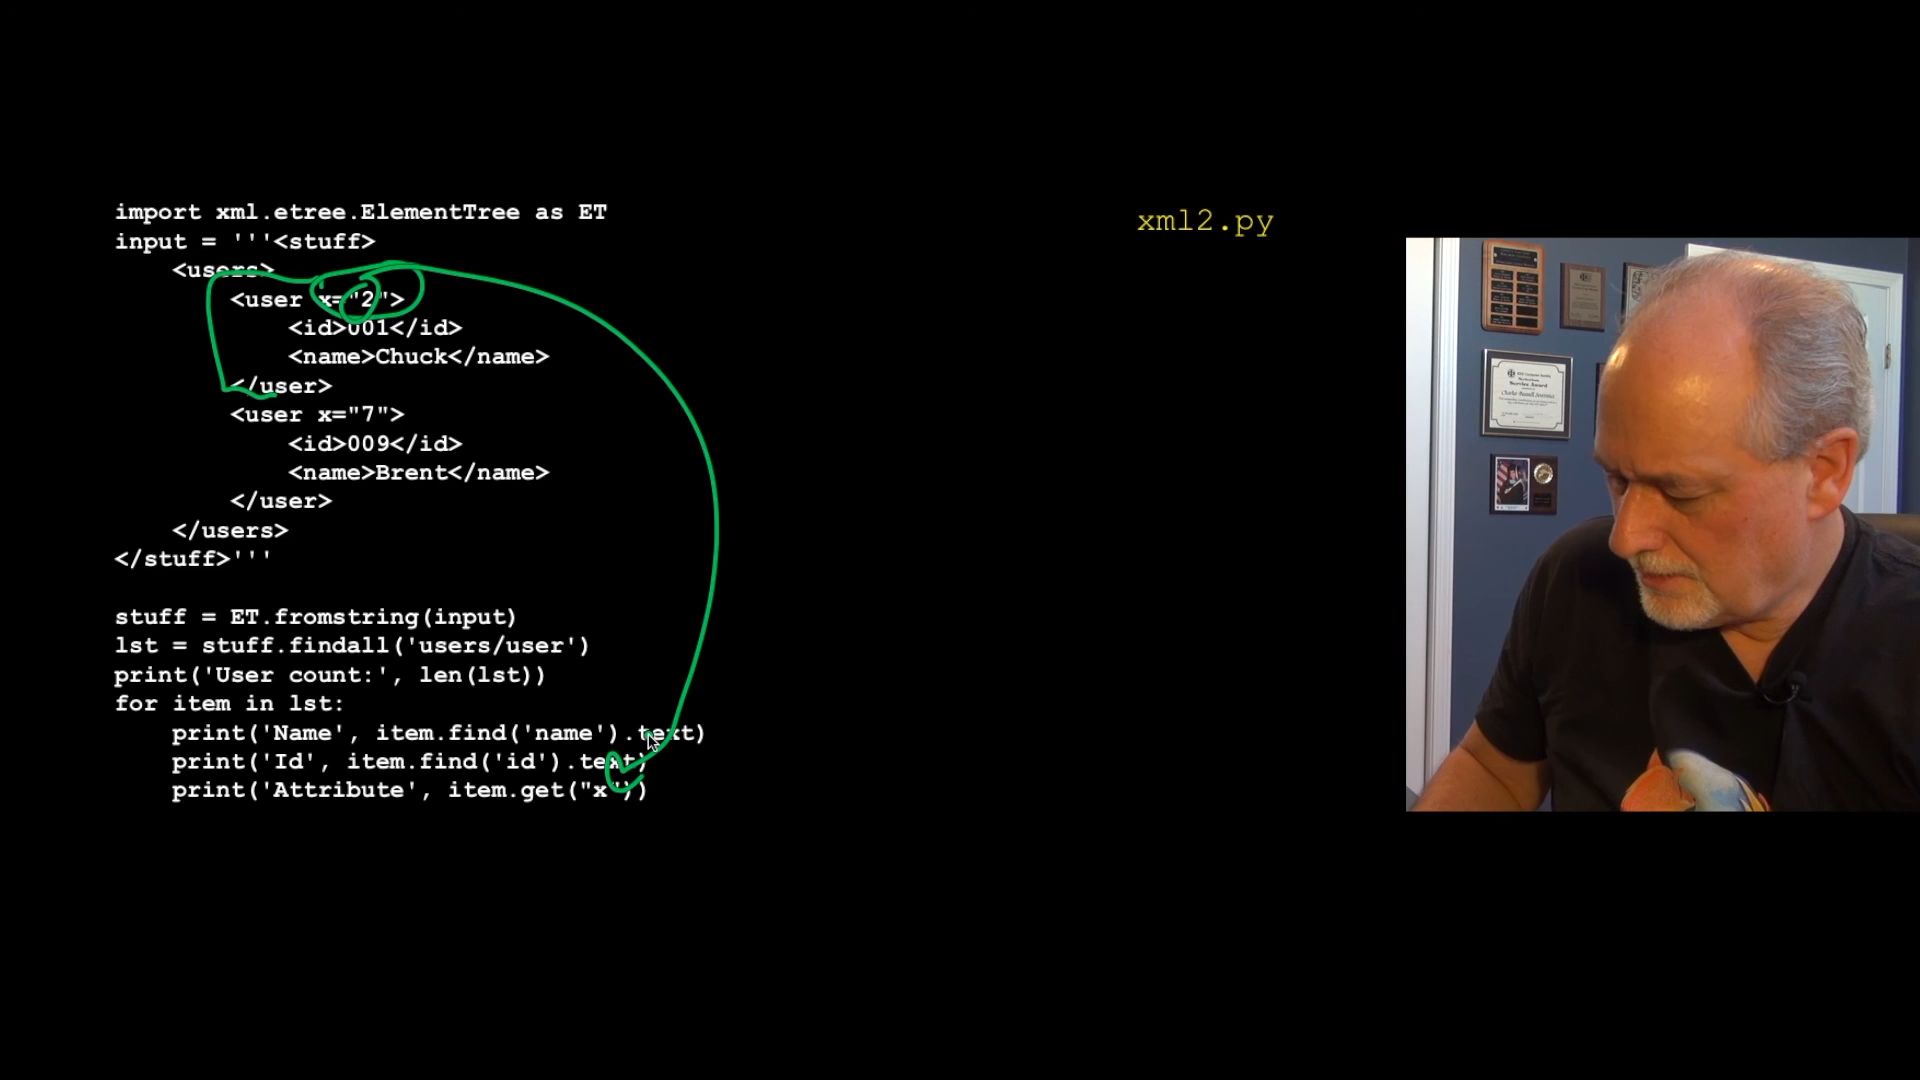 import xml.etree.ElementTree as ET
input = '''<stuff>
    <users>
        <user x="2">
            <id>001</id>
            <name>Chuck</name>
        </user>
        <user x="7">
            <id>009</id>
            <name>Brent</name>
        </user>
    </users>
</stuff>'''

stuff = ET.fromstring(input)
lst = stuff.findall('users/user')
print('User count:', len(lst))
for item in lst:
    print('Name', item.find('name').text)
    print('Id', item.find('id').text)
    print('Attribute', item.get("x"))
xml2.py
Service Award